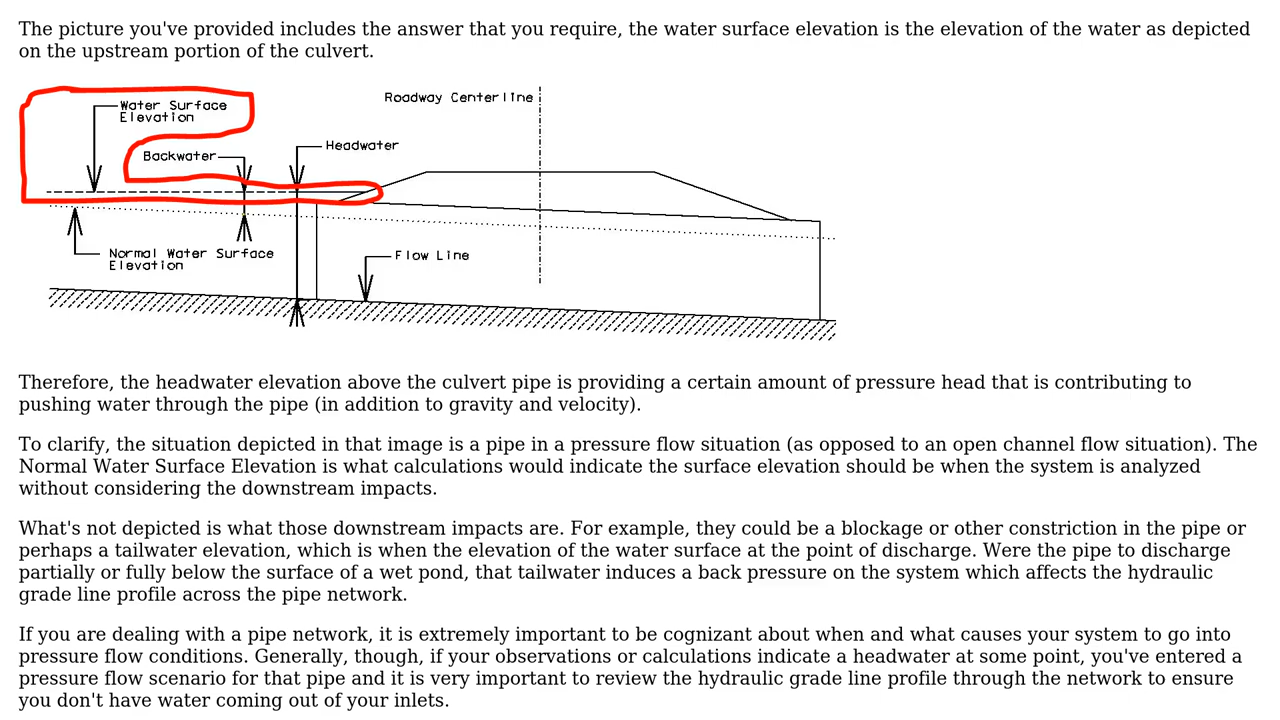 The picture you've provided includes the answer that you require, the water surface elevation is the elevation of the water as depicted
on the upstream portion of the culvert.
Roadway Centerline
Water Surface
Elevation
Headwater
Backwater
Normal Water Surface
Elevation
Flow Line
Therefore, the headwater elevation above the culvert pipe is providing a certain amount of pressure head that is contributing to
pushing water through the pipe (in addition to gravity and velocity).
To clarify, the situation depicted in that image is a pipe in a pressure flow situation (as opposed to an open channel flow situation). The
Normal Water Surface Elevation is what calculations would indicate the surface elevation should be when the system is analyzed
without considering the downstream impacts.
What's not depicted is what those downstream impacts are. For example, they could be a blockage or other constriction in the pipe or
perhaps a tailwater elevation, which is when the elevation of the water surface at the point of discharge. Were the pipe to discharge
partially or fully below the surface of a wet pond, that tailwater induces a back pressure on the system which affects the hydraulic
grade line profile across the pipe network.
If you are dealing with a pipe network, it is extremely important to be cognizant about when and what causes your system to go into
pressure flow conditions. Generally, though, if your observations or calculations indicate a headwater at some point, you've entered a
pressure flow scenario for that pipe and it is very important to review the hydraulic grade line profile through the network to ensure
you don't have water coming out of your inlets.